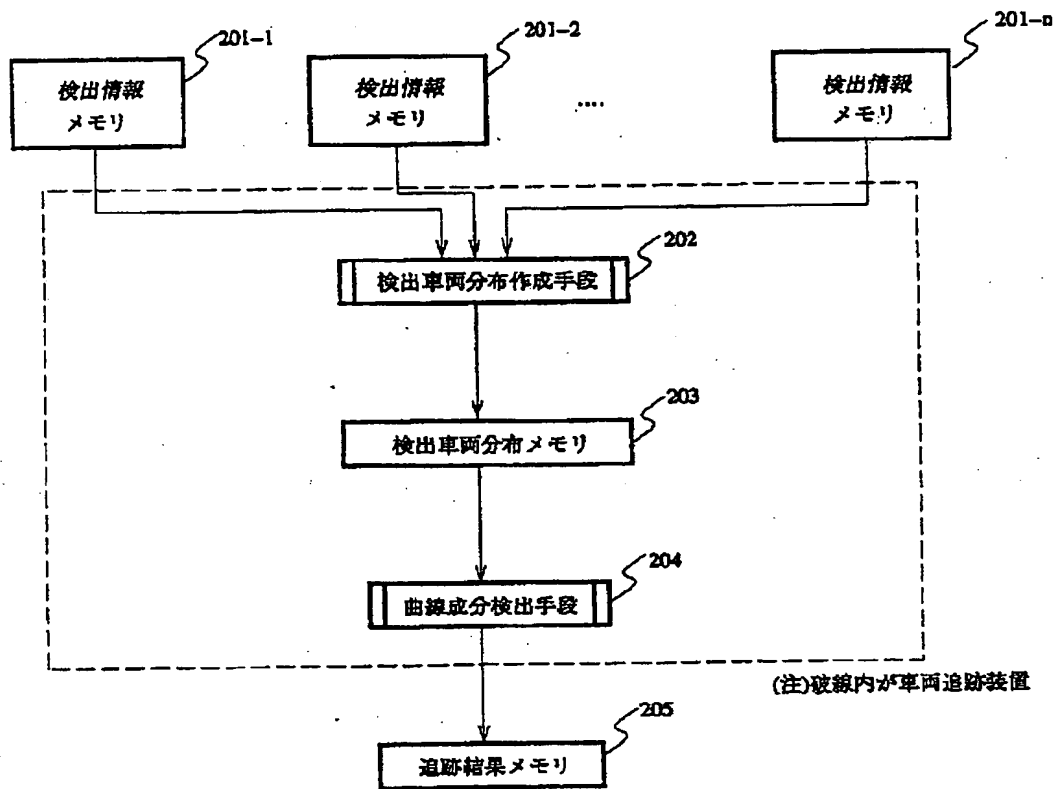 201-1
201-2
201-n
検出情報
メモリ
検出情報
メモリ
....
検出情報
メモリ
202
検出車両分布作成手段
203
検出車両分布メモリ
204
曲線成分検出手段
(注)破線内が車両追跡装置
205
追跡結果メモリ